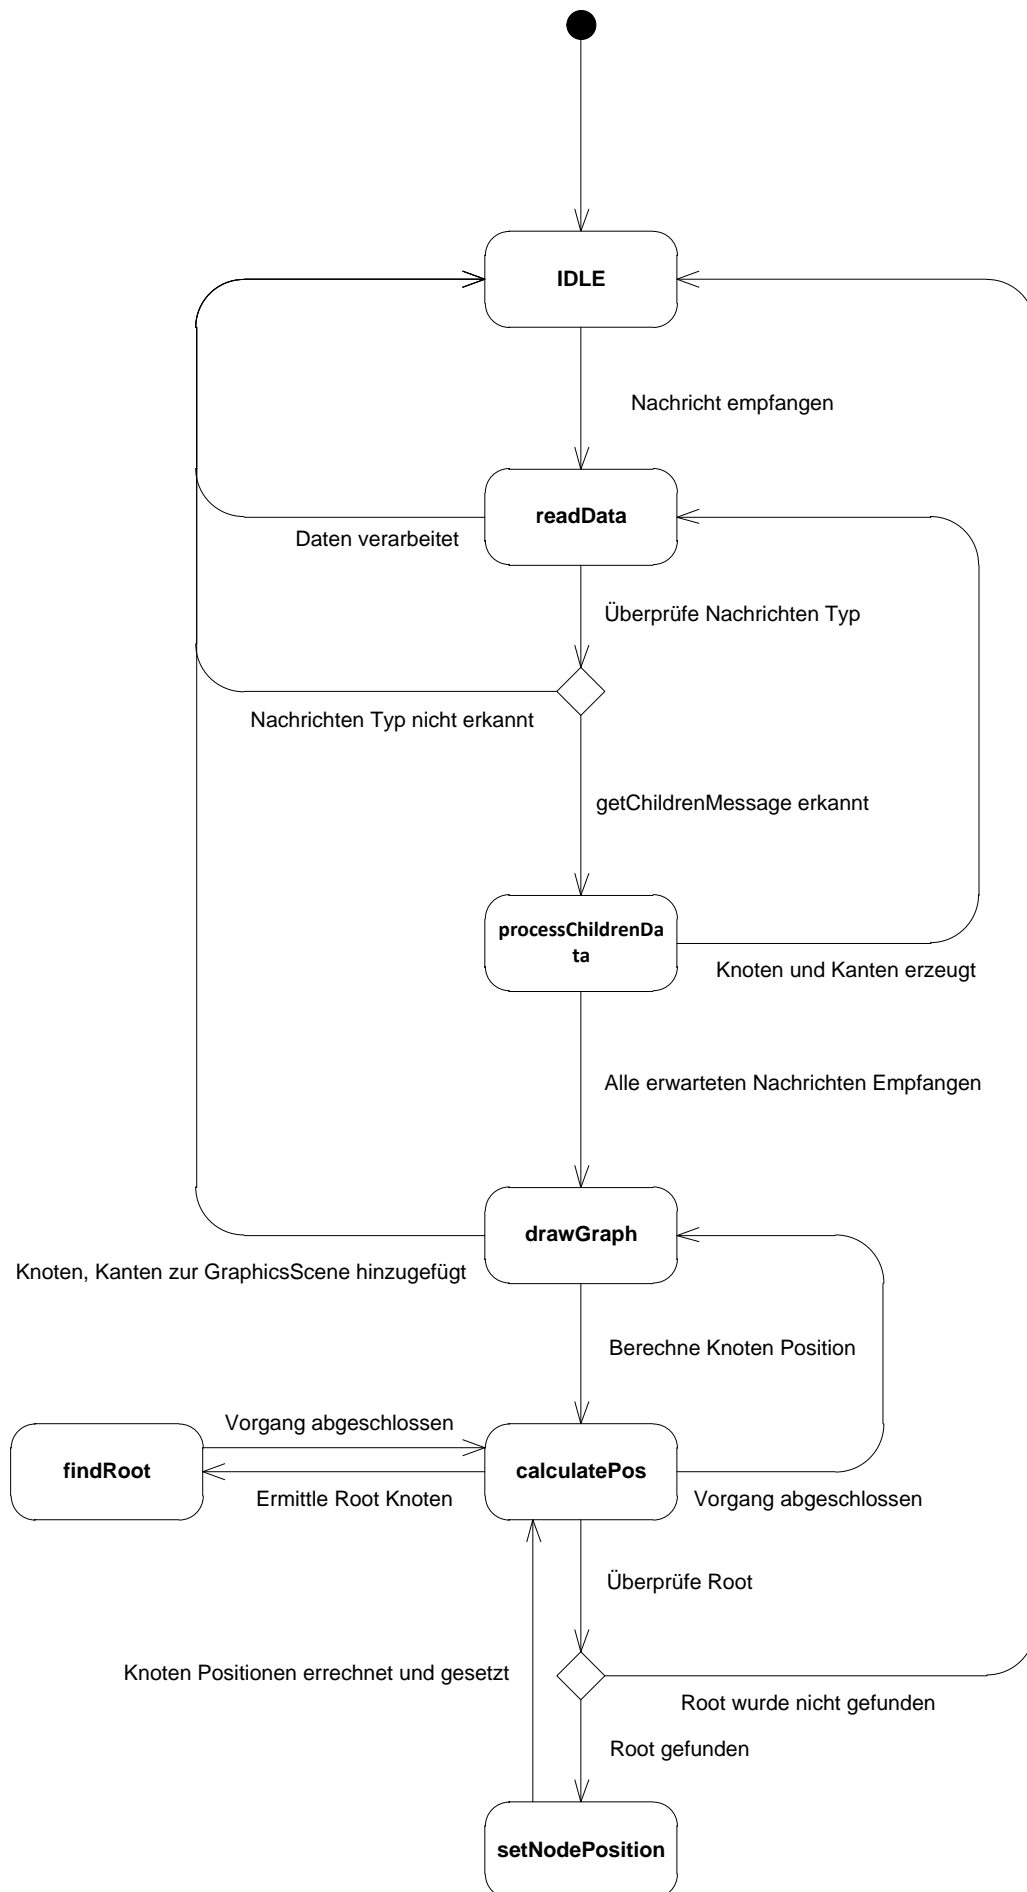 IDLE
Nachricht empfangen
readData
Daten verarbeitet
Überprüfe Nachrichten Typ
Nachrichten Typ nicht erkannt
getChildrenMessage erkannt
processChildrenDa
ta
Knoten und Kanten erzeugt
Alle erwarteten Nachrichten Empfangen
drawGraph
Knoten, Kanten zur GraphicsScene hinzugefügt
Berechne Knoten Position
Vorgang abgeschlossen
findRoot
calculatePos
Ermittle Root Knoten
Vorgang abgeschlossen
Überprüfe Root
Knoten Positionen errechnet und gesetzt
Root wurde nicht gefunden
Root gefunden
setNodePosition